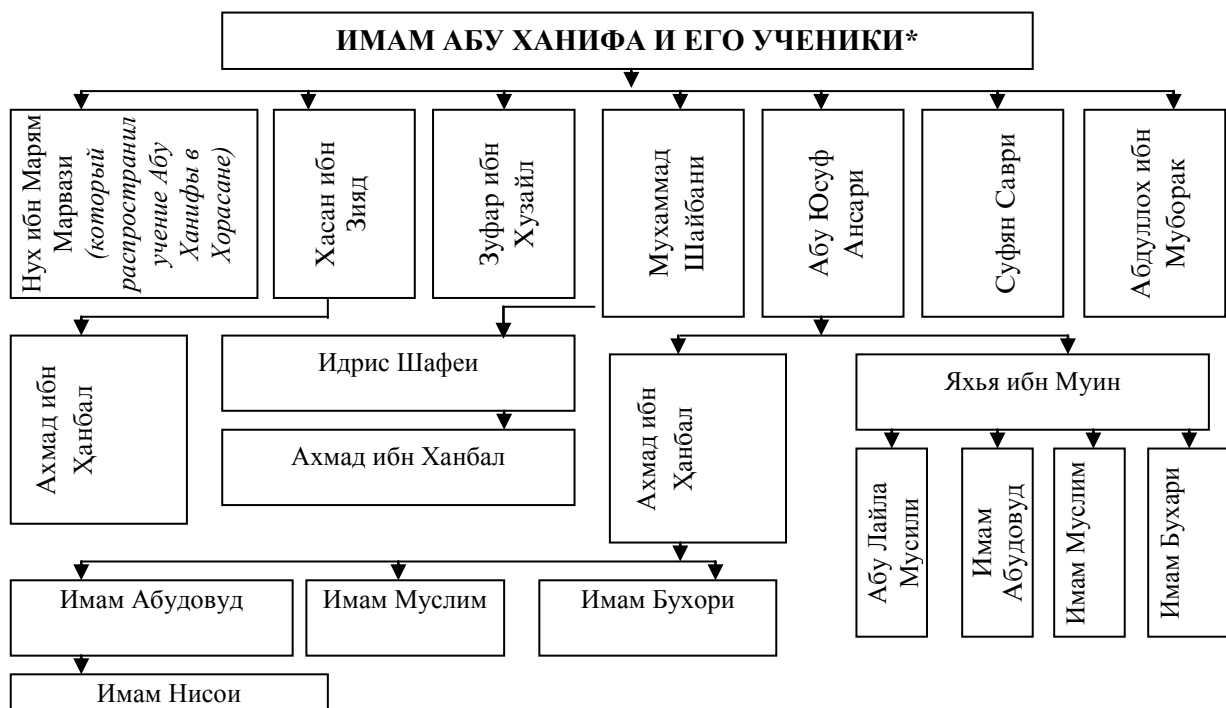 ИМАМ АБУ ХАНИФА И ЕГО УЧЕНИКИ*
Нух ибн Марям
Марвази
(который
распространил
учение Абу
Ханифы в
Хорасане)
Хасан ибн
Зияд
Зуфар ибн
Хузайл
Мухаммад
Шайбани
Абу Юсуф
Ансари
Суфян Саври
Абдуллох ибн
Муборак
Ахмад ибн
Ҳанбал
Идрис Шафеи
Ахмад ибн Ханбал
Ахмад ибн
Ҳанбал
Яхья ибн Муин
Абу Лайла
Мусили
Имам
Абудовуд
Имам Муслим
Имам Бухари
Имам Абудовуд
Имам Муслим
Имам Бухори
Имам Нисои